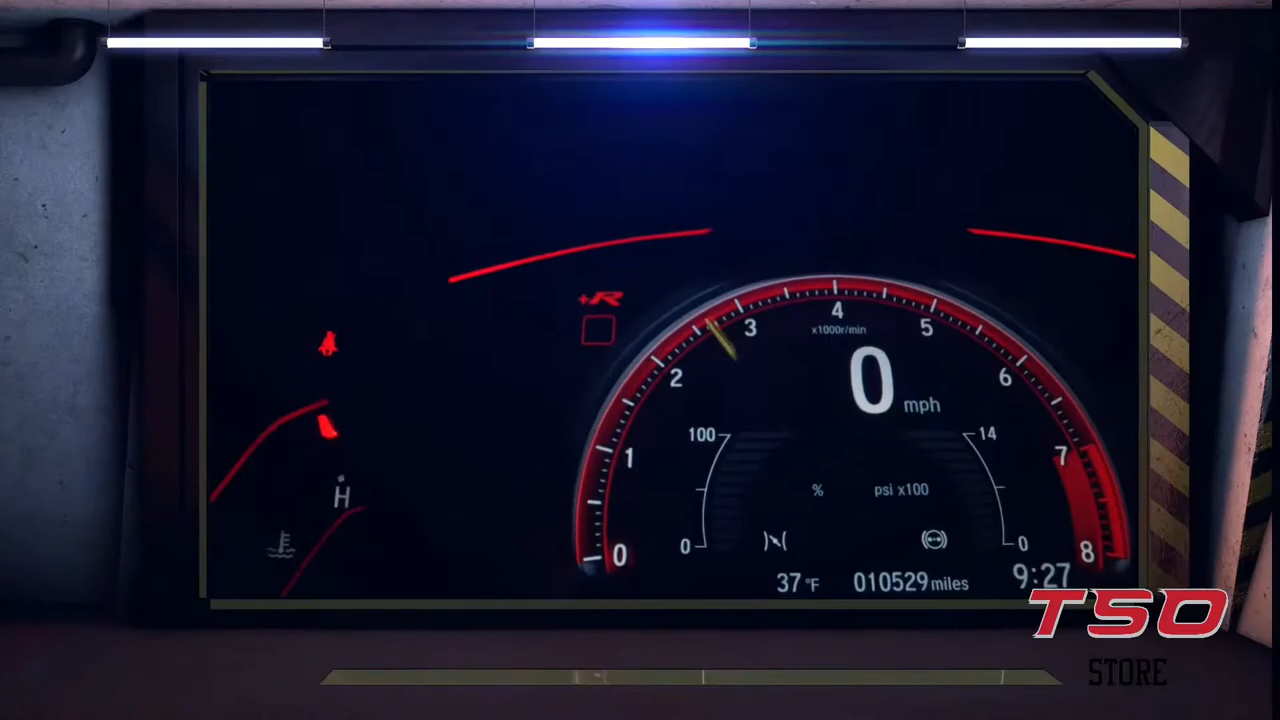 +R
4
3
5
x1000r/min
2
0
6
mph
100
14
1
7
% psi x100
H
0
0
0
8
37 °F 010529 miles 9:27
TSO
STORE